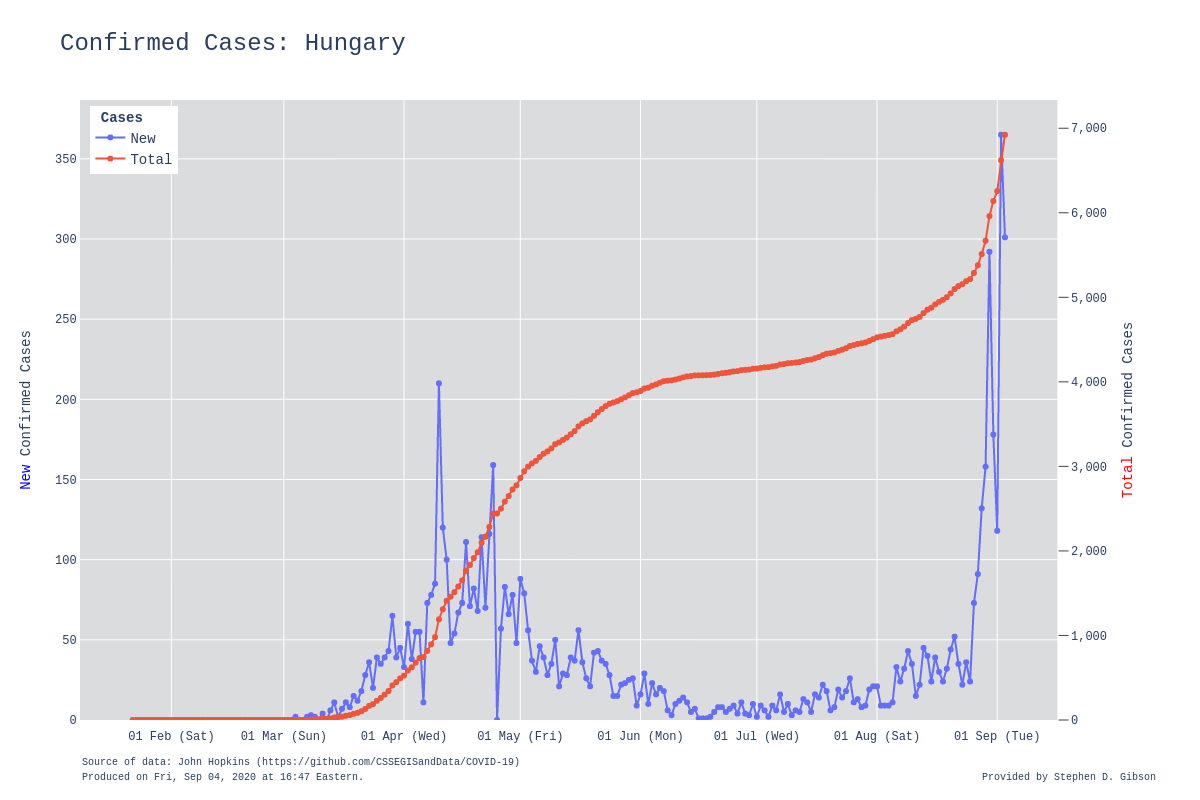 Confirmed Cases: Hungary
Cases
New
Total
350
300
250
200
150
100
50
0
7,000
6,000
5,000
4,000
3,000
2,000
1,000
0
New Confirmed Cases
Total Confirmed Cases
01 Feb (Sat) 01 Mar (Sun) 01 Apr (Wed) 01 May (Fri) 01 Jun (Mon) 01 Jul (Wed) 01 Aug (Sat) 01 Sep (Tue)
Source of data: John Hopkins (https://github.com/CSSEGISandData/COVID-19)
Produced on Fri, Sep 04, 2020 at 16:47 Eastern.
Provided by Stephen D. Gibson